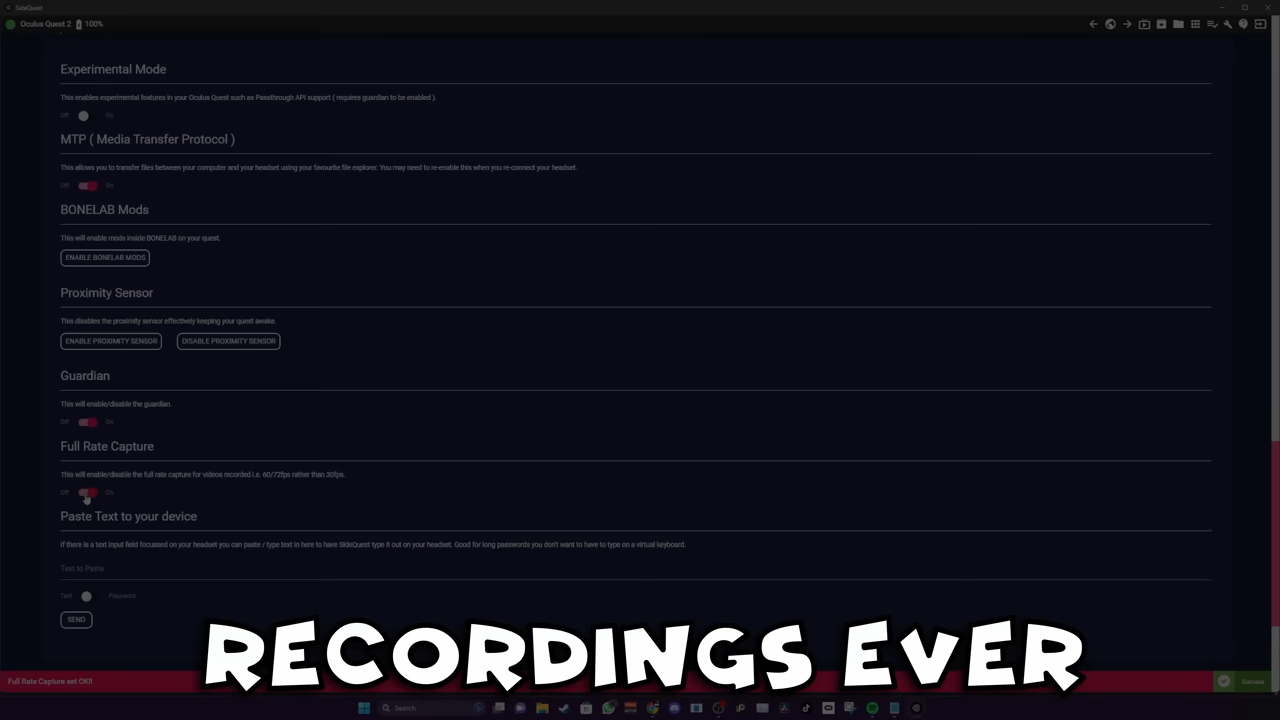 SideQuest
Oculus Quest 2 100%
Experimental Mode
This enables experimental features in your Oculus Quest such as Passthrough API support ( requires guardian to be enabled ).
Off On
MTP ( Media Transfer Protocol )
This allows you to transfer files between your computer and your headset using your favourite file explorer. You may need to re-enable this when you re-connect your headset.
Off On
BONELAB Mods
This will enable mods inside BONELAB on your quest.
ENABLE BONELAB MODS
Proximity Sensor
This disables the proximity sensor effectively keeping your quest awake.
ENABLE PROXIMITY SENSOR DISABLE PROXIMITY SENSOR
Guardian
This will enable/disable the guardian.
Off On
Full Rate Capture
This will enable/disable the full rate capture for videos recorded i.e. 60/72fps rather than 30fps.
Off On
Paste Text to your device
If there is a text input field focussed on your headset you can paste / type text in here to have SideQuest type it out on your headset. Good for long passwords you don't want to have to type on a virtual keyboard.
Text to Paste
Text Password
SEND
RECORDINGS EVER
Full Rate Capture set OK!! Success
Search